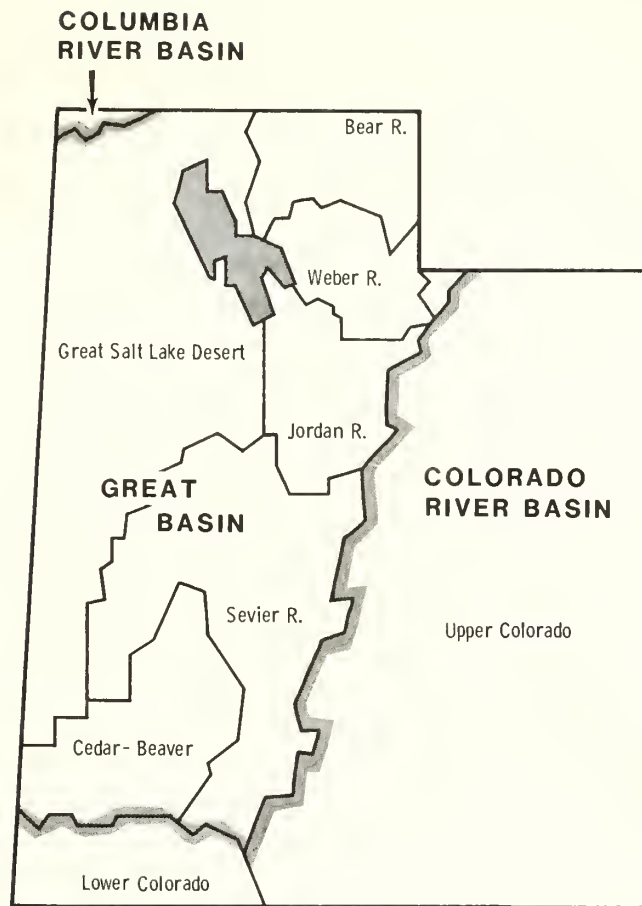 COLUMBIA
RIVER BASIN
Bear R.
Weber R.
Great Salt Lake Desert
Jordan R.
GREAT
BASIN
COLORADO
RIVER BASIN
Sevier R.
Upper Colorado
Cedar- Beaver
Lower Colorado